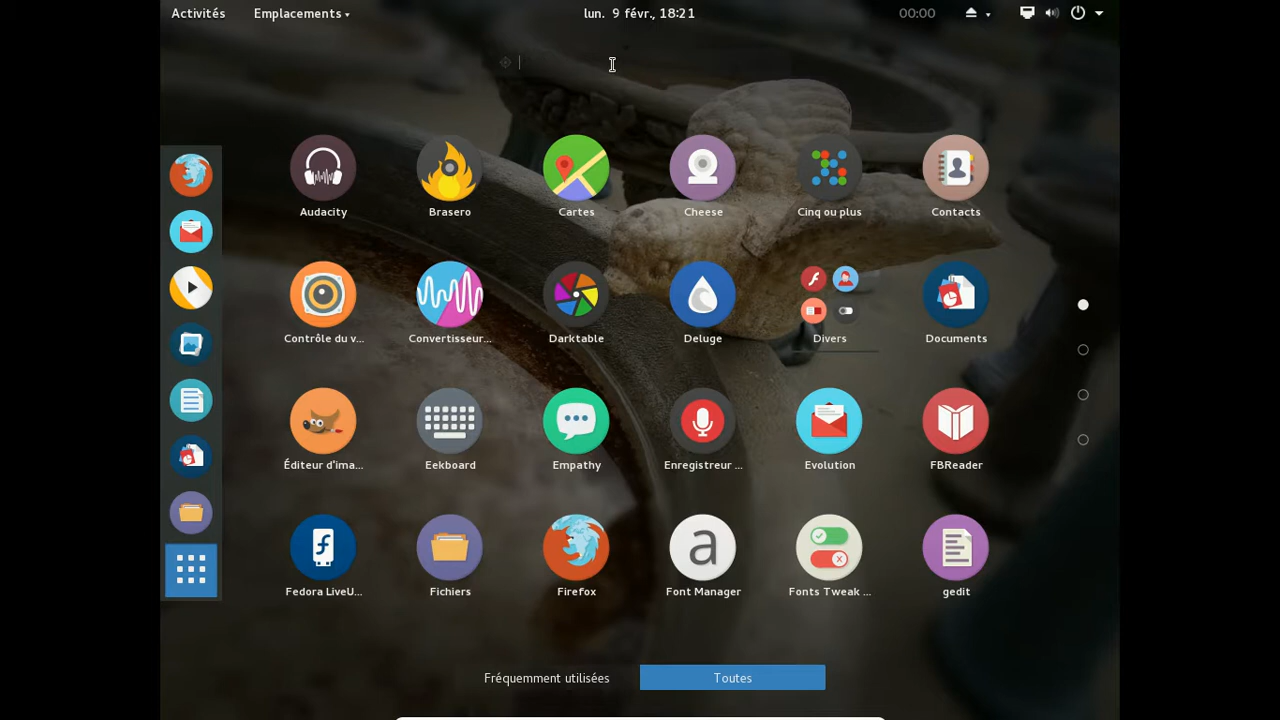 Activités
Emplacements
lun. 9 févr., 18:21
00:00
Audacity
Brasero
Cartes
Cheese
Cinq ou plus
Contacts
Contrôle du v...
Convertisseur...
Darktable
Deluge
Divers
Documents
Éditeur d'ima...
Eekboard
Empathy
Enregistreur ...
Evolution
FBReader
Fedora LiveU...
Fichiers
Firefox
a
Font Manager
Fonts Tweak ...
gedit
Fréquemment utilisées
Toutes